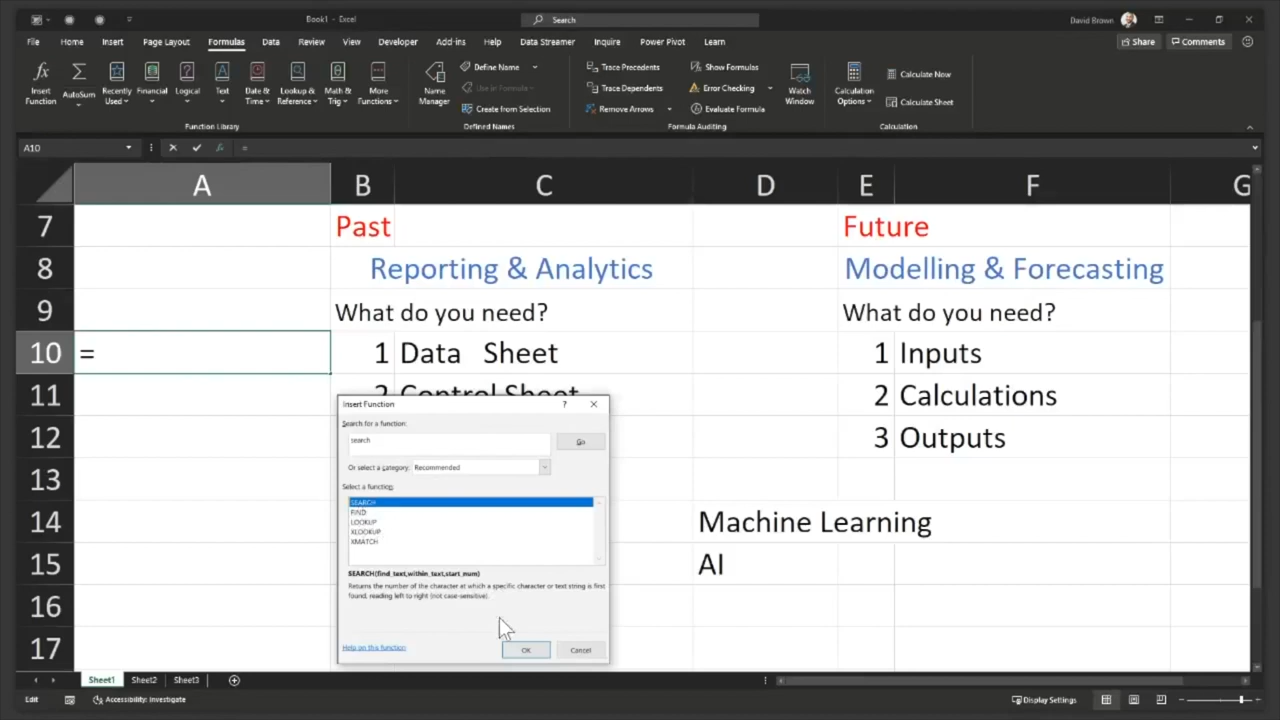 Book1 - Excel
Search
David Brown
File Home Insert Page Layout Formulas Data Review View Developer Add-ins Help Data Streamer Inquire Power Pivot Learn
Share Comments
Insert Function
AutoSum
Recently Used
Financial
Logical
Text
Date & Time
Lookup & Reference
Math & Trig
More Functions
Function Library
Name Manager
Define Name
Use in Formula
Create from Selection
Defined Names
Trace Precedents
Trace Dependents
Remove Arrows
Show Formulas
Error Checking
Evaluate Formula
Formula Auditing
Watch Window
Calculation Options
Calculate Now
Calculate Sheet
Calculation
A10 fx =
A B C D E F G
7 Past Future
8 Reporting & Analytics Modelling & Forecasting
9 What do you need? What do you need?
10 = 1 Data Sheet 1 Inputs
11 2 Control Sheet 2 Calculations
12 3 Outputs
13
14 Machine Learning
15 AI
16
17
Insert Function ?
Search for a function:
search
Go
Or select a category: Recommended
Select a function:
SEARCH
FIND
LOOKUP
XLOOKUP
XMATCH
SEARCH(find_text,within_text,start_num)
Returns the number of the character at which a specific character or text string is first
found, reading left to right (not case-sensitive).
Help on this function
OK Cancel
Sheet1 Sheet2 Sheet3
Edit Accessibility: Investigate Display Settings